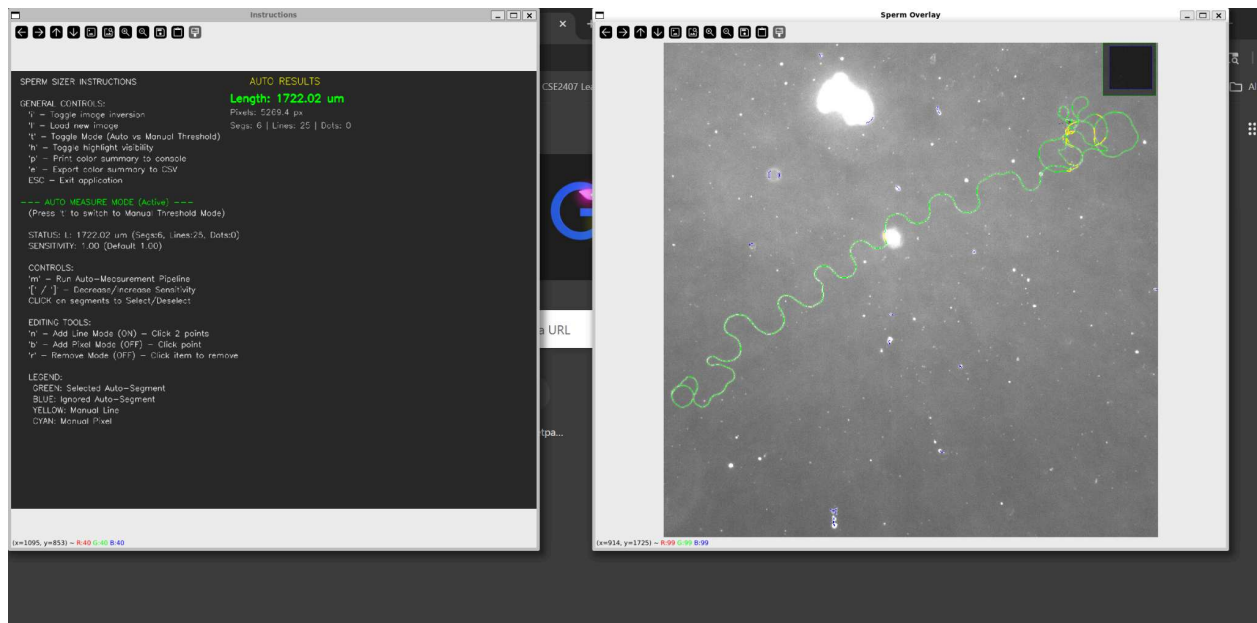 Instructions
SPERM SIZER INSTRUCTIONS
GENERAL CONTROLS:
'i' - Toggle image inversion
'l' - Load new image
't' - Toggle Mode (Auto vs Manual Threshold)
'h' - Toggle highlight visibility
'p' - Print color summary to console
'e' - Export color summary to CSV
ESC - Exit application
--- AUTO MEASURE MODE (Active) ---
(Press 't' to switch to Manual Threshold Mode)
STATUS: L: 1722.02 um (Segs:6, Lines:25, Dots:0)
SENSITIVITY: 1.00 (Default 1.00)
CONTROLS:
'm' - Run Auto-Measurement Pipeline
'[' / ']' - Decrease/Increase Sensitivity
CLICK on segments to Select/Deselect
EDITING TOOLS:
'n' - Add Line Mode (ON) - Click 2 points
'b' - Add Pixel Mode (OFF) - Click point
'r' - Remove Mode (OFF) - Click item to remove
LEGEND:
GREEN: Selected Auto-Segment
BLUE: Ignored Auto-Segment
YELLOW: Manual Line
CYAN: Manual Pixel
AUTO RESULTS
Length: 1722.02 um
Pixels: 5269.4 px
Segs: 6 | Lines: 25 | Dots: 0
(x=1095, y=853) ~ R:40 G:40 B:40
CSE2407 Lea
a URL
tpa...
Sperm Overlay
(x=914, y=1725) ~ R:99 G:99 B:99
Al